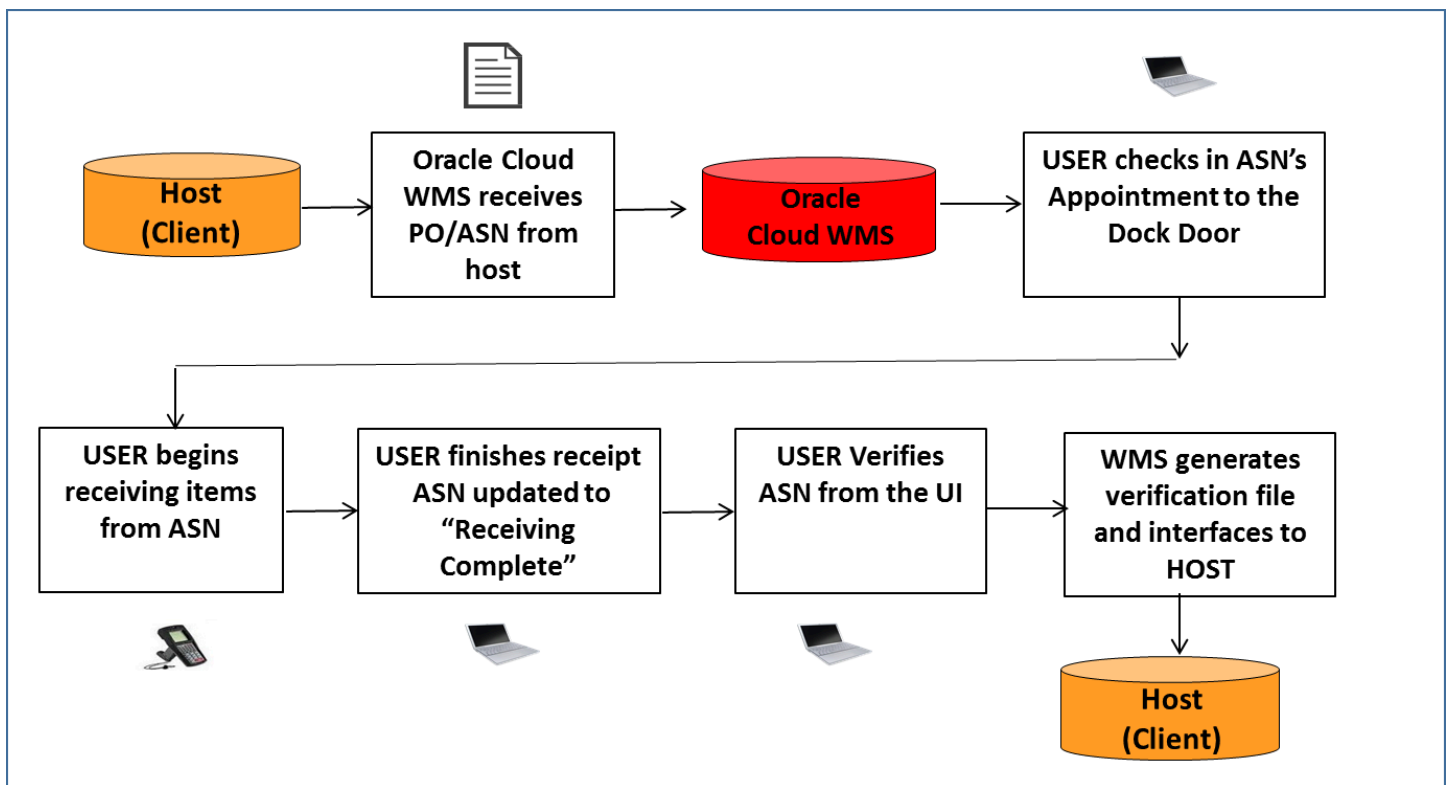 Host
(Client)
Oracle Cloud
WMS receives
PO/ASN from
host
Oracle
Cloud WMS
USER checks in ASN's
Appointment to the
Dock Door
USER begins
receiving items
from ASN
USER finishes receipt
ASN updated to
“Receiving
Complete”
USER Verifies
ASN from the UI
WMS generates
verification file
and interfaces to
HOST
Host
(Client)